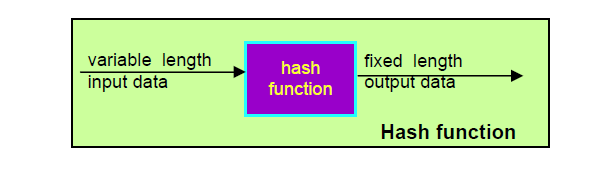 variable length
input data
hash
function
fixed length
output data
Hash function